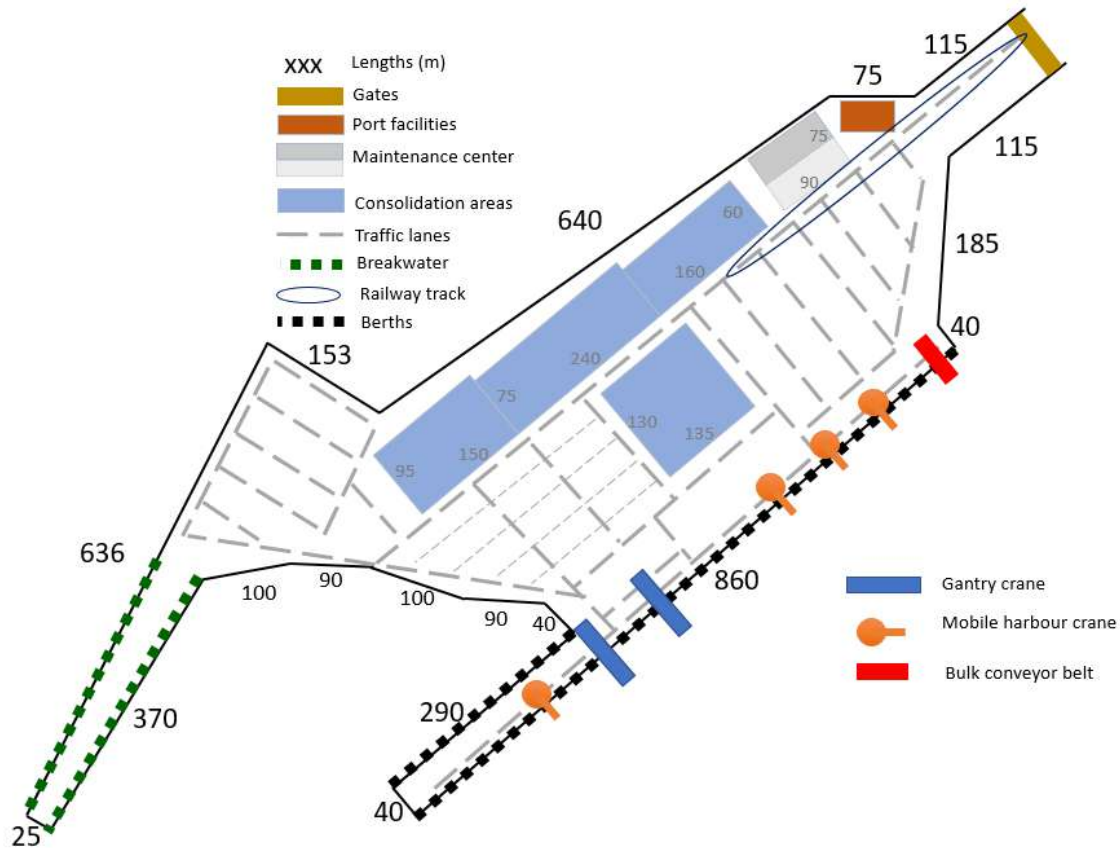 XXX Lengths (m)
Gates
Port facilities
Maintenance center
Consolidation areas
Traffic lanes
Breakwater
Railway track
Berths
115
75
115
75
90
640
60
185
160
40
153
240
75
130
135
150
95
636
100
90
100
90
40
860
370
290
40
25
Gantry crane
Mobile harbour crane
Bulk conveyor belt